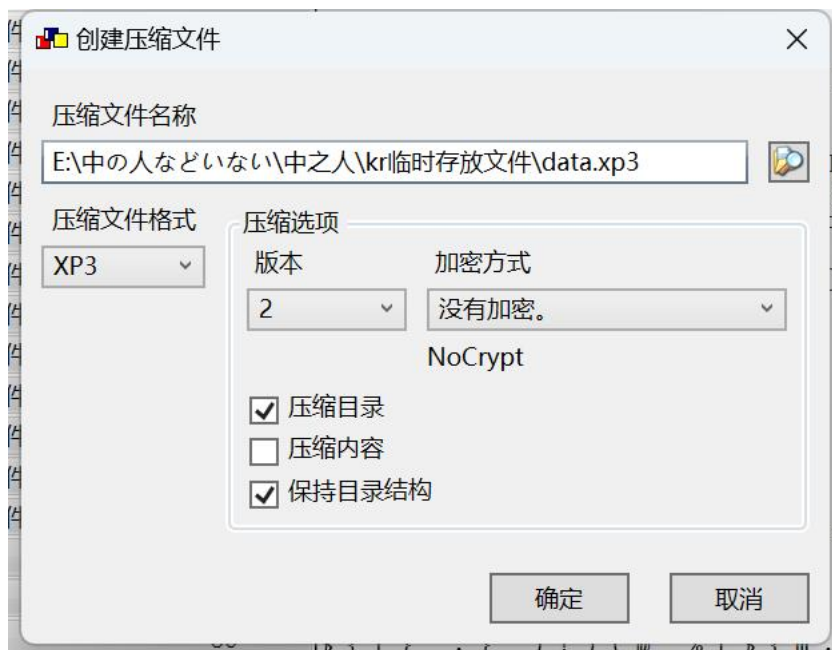 创建压缩文件
压缩文件名称
E:\中の人などいない\中之人\kr临时存放文件\data.xp3
压缩文件格式
XP3
压缩选项
版本
加密方式
2
没有加密。
NoCrypt
压缩目录
压缩内容
保持目录结构
确定
取消